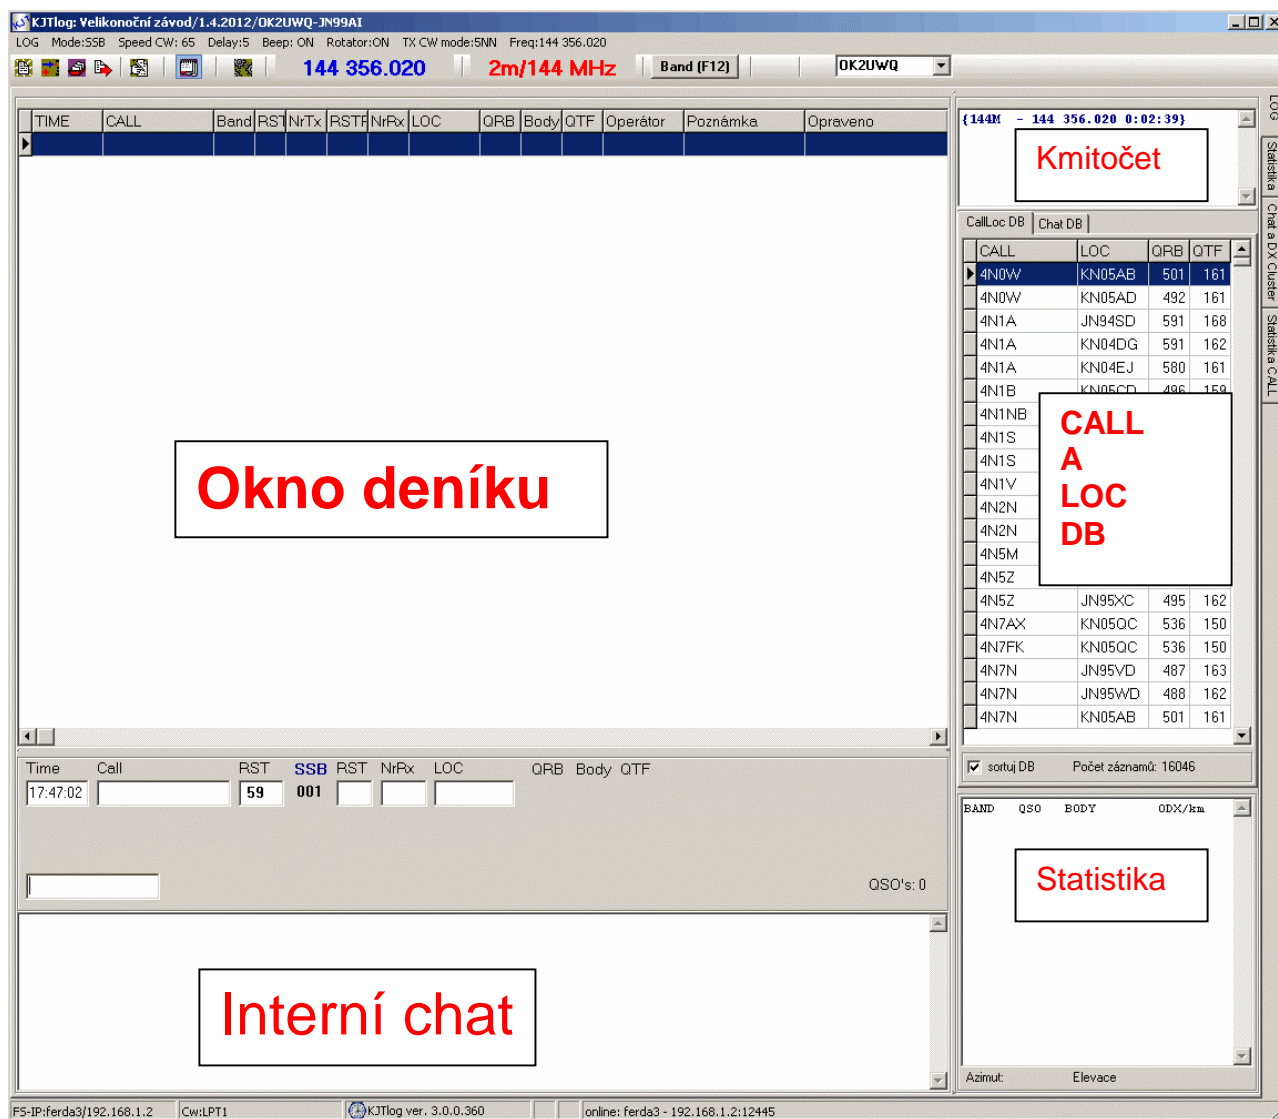 KJTlog: Velikonoční závod/1.4.2012/OK2UWQ-JN99AI
LOG Mode:SSB Speed CW: 65 Delay:5 Beep: ON Rotator:ON TX CW mode:5NN Freq:144 356.020
144 356.020 2m/144 MHz Band (F12) OK2UWQ
TIME CALL Band RST NrTx RSTF NrRx LOC QRB Body QTF Operátor Poznámka Opraveno
Okno deníku
{144M - 144 356.020 0:02:39}
Kmitočet
CallLoc DB Chat DB
CALL LOC QRB QTF
4N0W KN05AB 501 161
4N0W KN05AD 492 161
4N1A JN94SD 591 168
4N1A KN04DG 591 162
4N1A KN04EJ 580 161
4N1B KN05CD 496 159
4N1NB
4N1S
4N1S
4N1V
4N2N
4N2N
4N5M
4N5Z
CALL
A
LOC
DB
4N5Z JN95XC 495 162
4N7AX KN05QC 536 150
4N7FK KN05QC 536 150
4N7N JN95VD 487 163
4N7N JN95WD 488 162
4N7N KN05AB 501 161
sortuj DB Počet záznamů: 16046
LOG
Statistika
Chat a DX Cluster
Statistika CALL
Time Call RST SSB RST NrRx LOC QRB Body QTF
17:47:02 59 001
QSO's: 0
Interní chat
BAND QSO BODY ODX/km
Statistika
Azimut: Elevace
FS-IP:ferda3/192.168.1.2 Cw:LPT1 KJTlog ver. 3.0.0.360 online: ferda3 - 192.168.1.2:12445